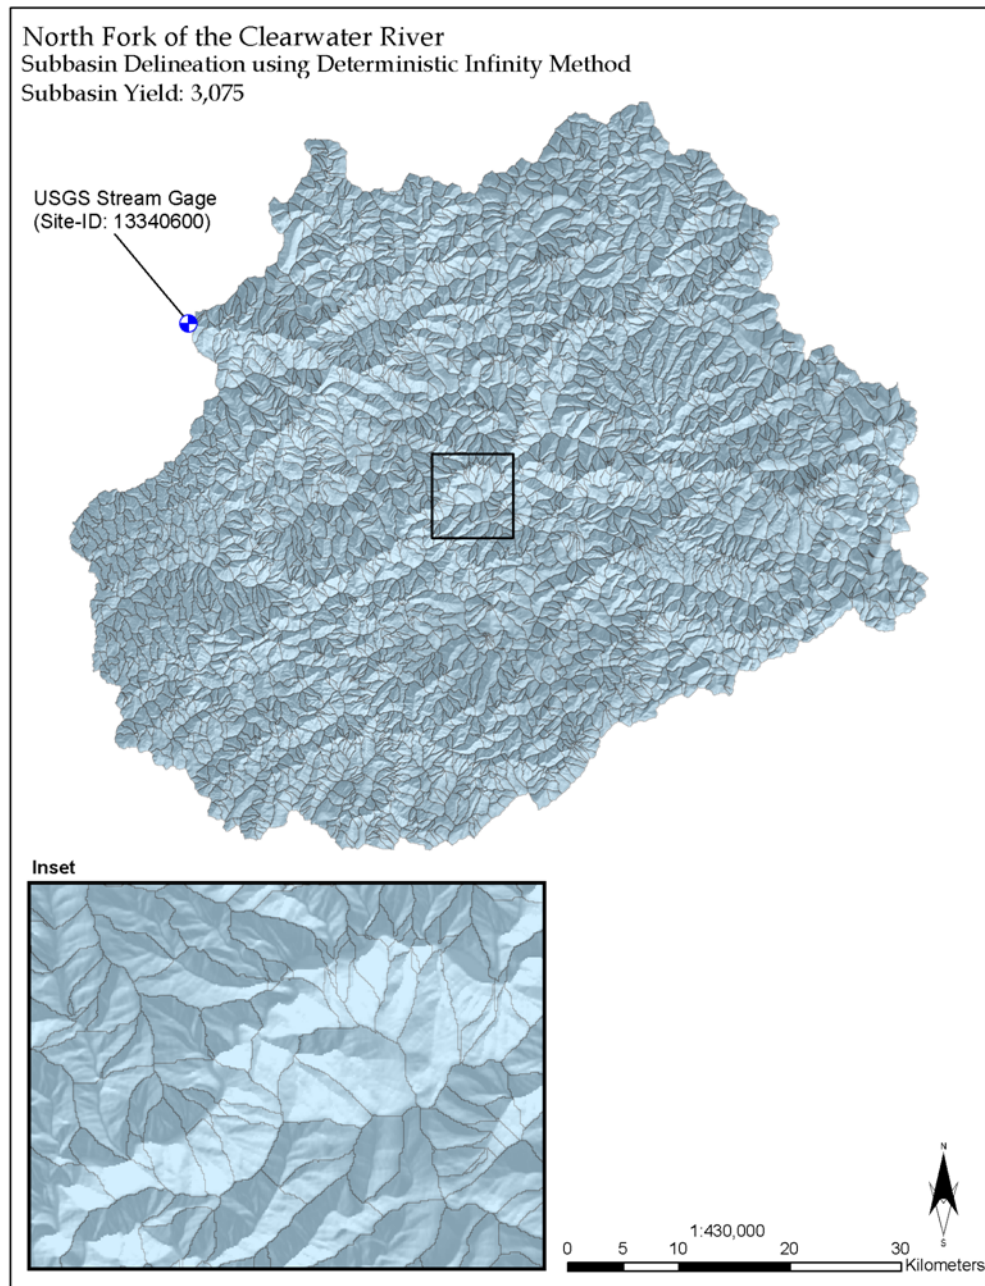 North Fork of the Clearwater River
Subbasin Delineation using Deterministic Infinity Method
Subbasin Yield: 3,075
USGS Stream Gage
(Site-ID: 13340600)
Inset
N
S
1:430,000
0 5 10 20 30
Kilometers